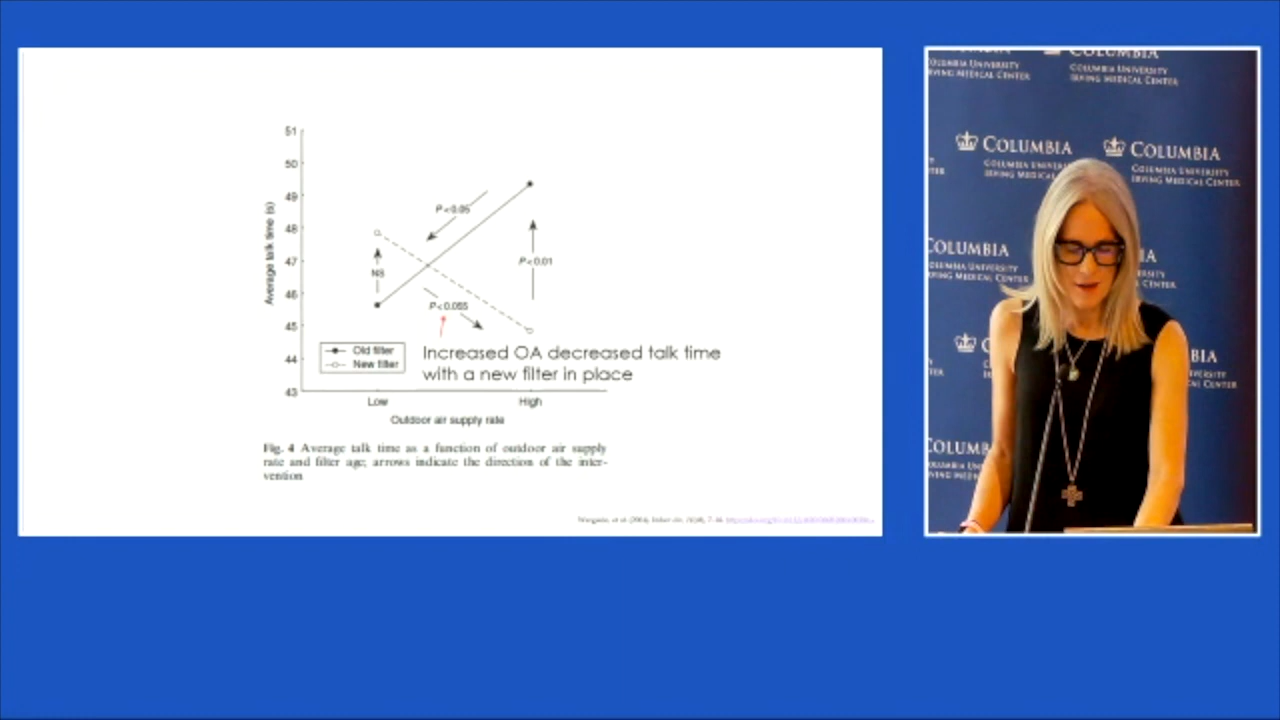 51
50
49
48
47
46
45
44
43
Average talk time (s)
P<0.05
NS
P<0.01
P<0.055
Old filter
New filter
Increased OA decreased talk time
with a new filter in place
Low
High
Outdoor air supply rate
Fig. 4 Average talk time as a function of outdoor air supply
rate and filter age; arrows indicate the direction of the inter-
vention
COLUMBIA
COLUMBIA UNIVERSITY
IRVING MEDICAL CENTER
COLUMBIA
COLUMBIA
COLUMBIA UNIVERSITY
IRVING MEDICAL CENTER
COLUMBIA